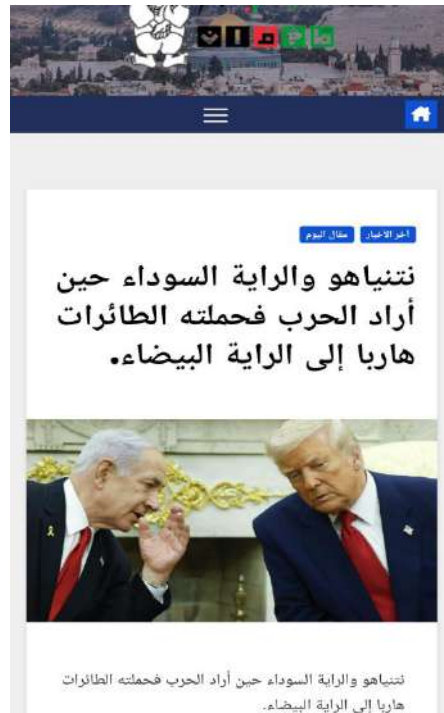 آخر الاخبار مقال اليوم
نتنياهو والراية السوداء حين
أراد الحرب فحملته الطائرات
هاربا إلى الراية البيضاء.
نتنياهو والراية السوداء حين أراد الحرب فحملته الطائرات
هاربا إلى الراية البيضاء.